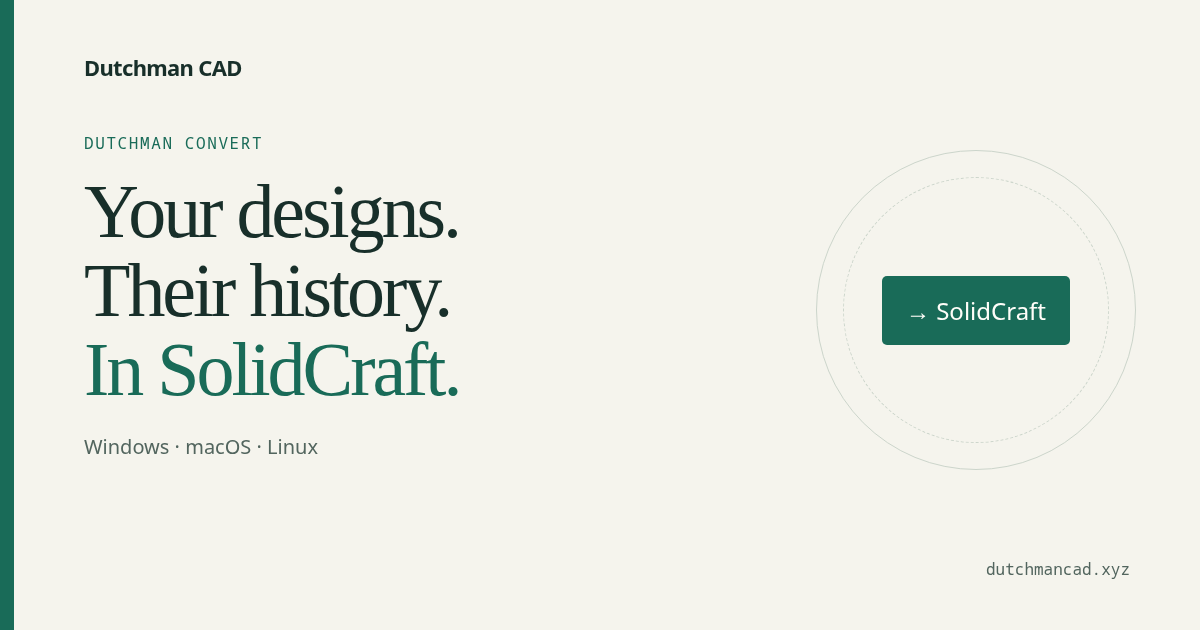 Dutchman CAD
DUTCHMAN CONVERT
Your designs.
Their history.
In SolidCraft.
Windows · macOS · Linux
→ SolidCraft
dutchmancad.xyz